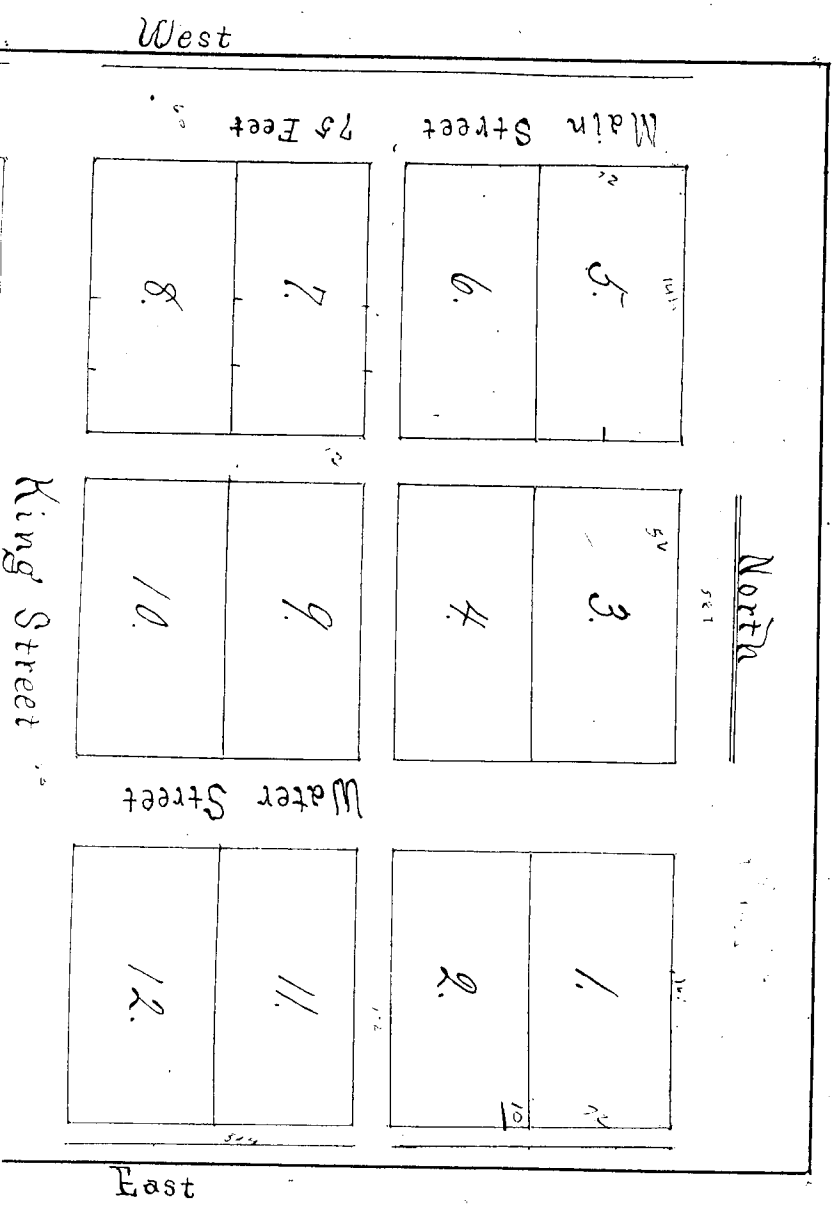 West
Main Street 75 Feet
5.
6.
7.
8.
North
3.
4.
9.
10.
King Street
Water Street
1.
2.
11.
12.
10
East